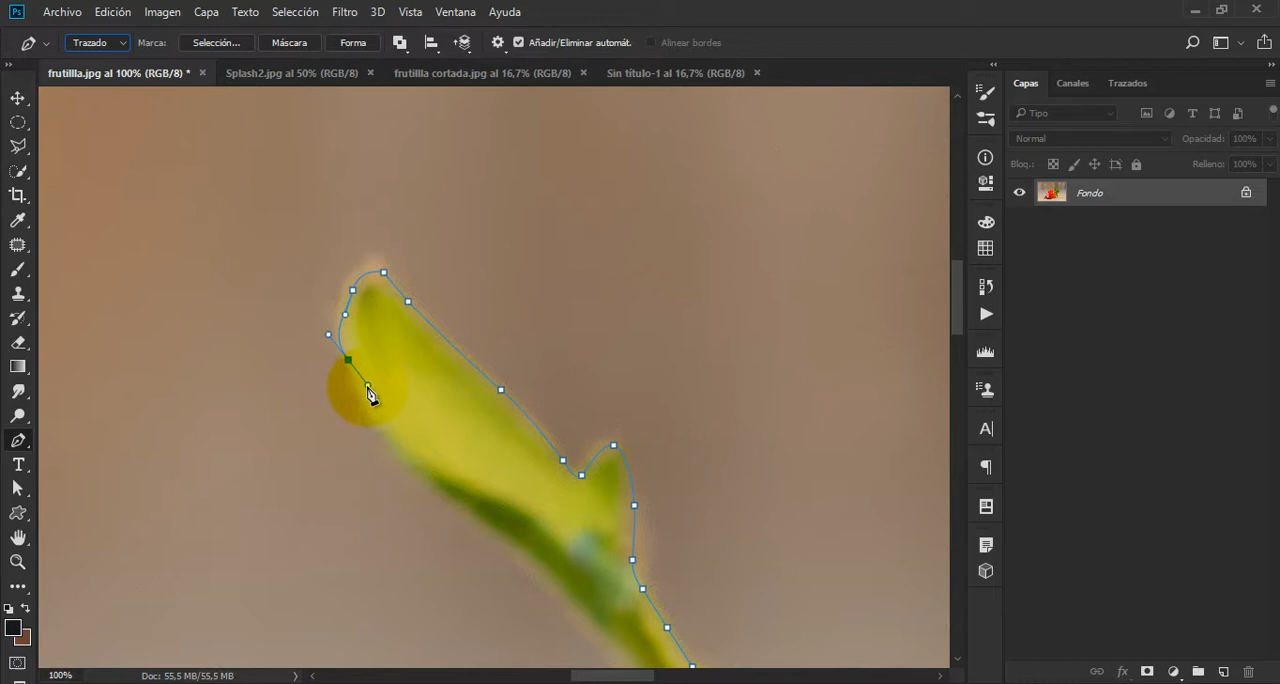 Ps Archivo Edición Imagen Capa Texto Selección Filtro 3D Vista Ventana Ayuda
Trazado Marca: Selección... Máscara Forma Añadir/Eliminar automát. Alinear bordes
frutillla.jpg al 100% (RGB/8) * × Splash2.jpg al 50% (RGB/8) × frutillla cortada.jpg al 16,7% (RGB/8) × Sin título-1 al 16,7% (RGB/8) ×
Capas Canales Trazados
Tipo
Normal Opacidad: 100%
Bloq.: Relleno: 100%
Fondo
100% Doc: 55,5 MB/55,5 MB